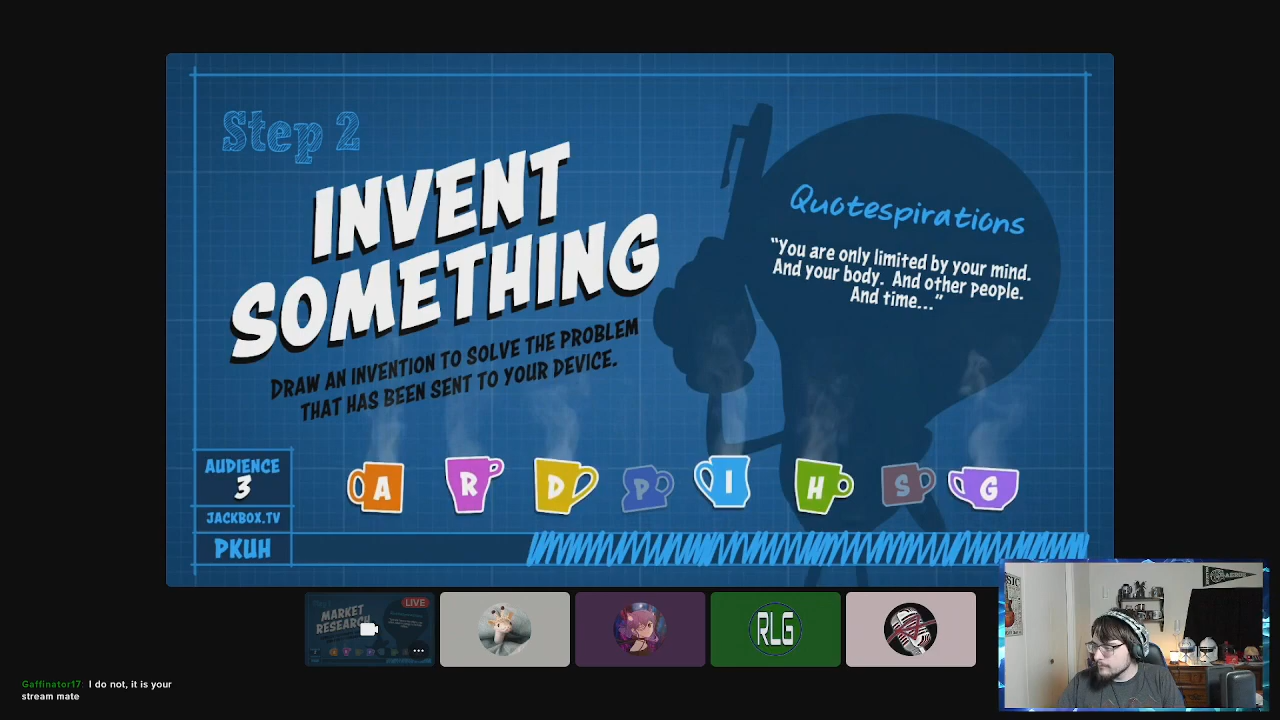 Step 2
INVENT
SOMETHING
DRAW AN INVENTION TO SOLVE THE PROBLEM
THAT HAS BEEN SENT TO YOUR DEVICE.
Quotespirations
"You are only limited by your mind.
And your body. And other people.
And time..."
AUDIENCE
3
JACKBOX.TV
PKUH
A R D P I H S G
LIVE
MARKET
RESEARCH
RLG
Gaffinator17: I do not, it is your
stream mate